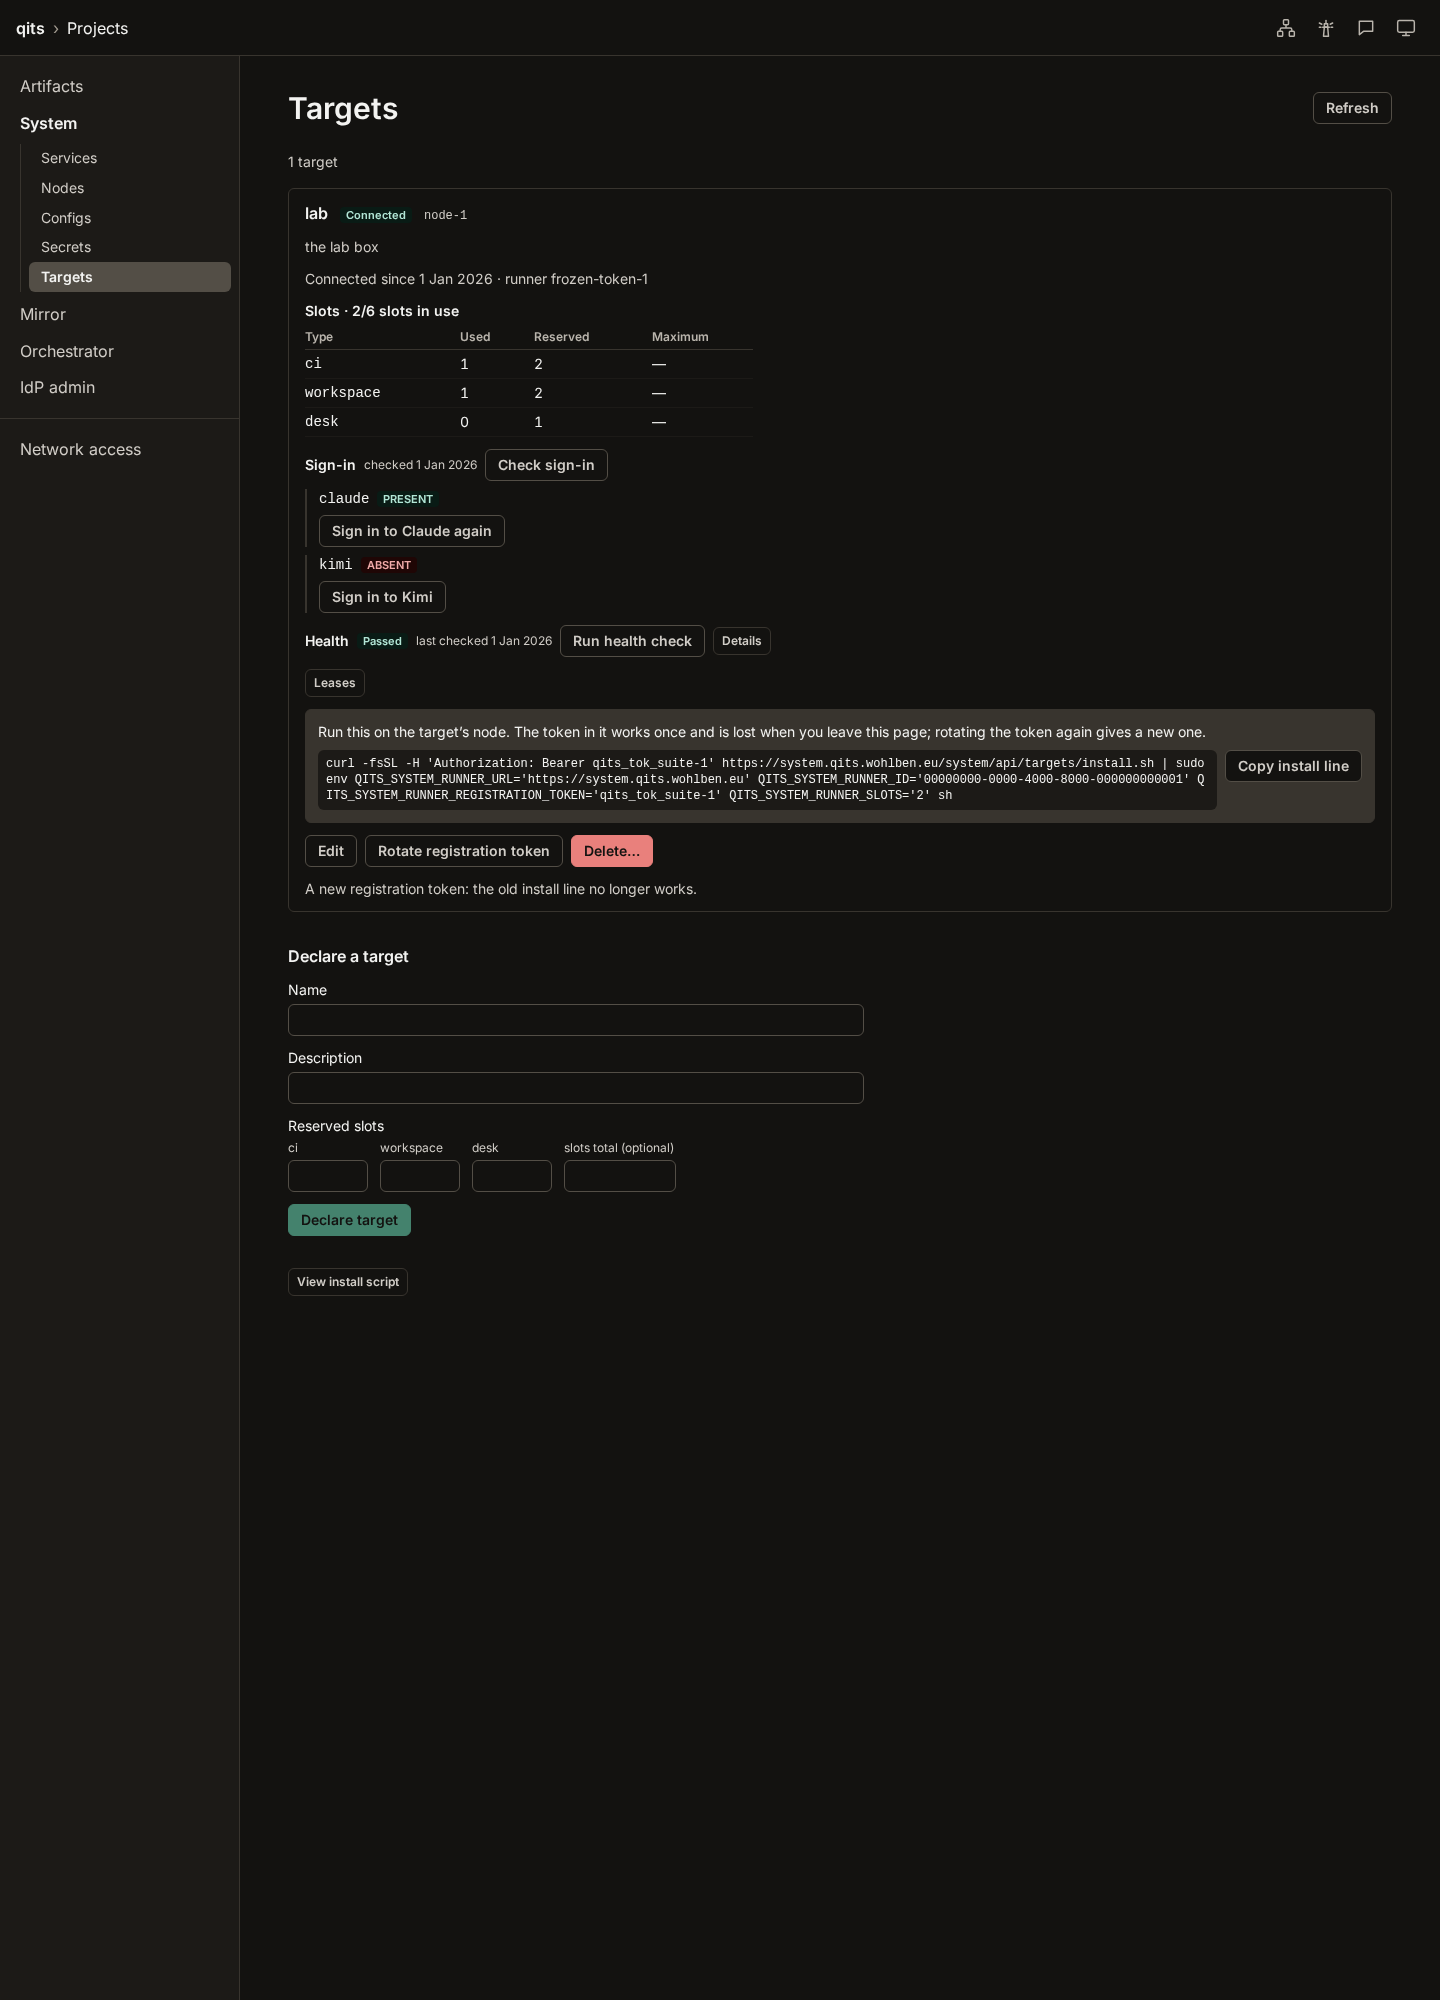 qits › Projects
Artifacts
System
Services
Nodes
Configs
Secrets
Targets
Mirror
Orchestrator
IdP admin
Network access
Targets
Refresh
1 target
lab Connected node-1
the lab box
Connected since 1 Jan 2026 · runner frozen-token-1
Slots · 2/6 slots in use
Type Used Reserved Maximum
ci 1 2 —
workspace 1 2 —
desk 0 1 —
Sign-in checked 1 Jan 2026 Check sign-in
claude PRESENT
Sign in to Claude again
kimi ABSENT
Sign in to Kimi
Health Passed last checked 1 Jan 2026 Run health check Details
Leases
Run this on the target’s node. The token in it works once and is lost when you leave this page; rotating the token again gives a new one.
curl -fsSL -H 'Authorization: Bearer qits_tok_suite-1' https://system.qits.wohlben.eu/system/api/targets/install.sh | sudo
env QITS_SYSTEM_RUNNER_URL='https://system.qits.wohlben.eu' QITS_SYSTEM_RUNNER_ID='00000000-0000-4000-8000-000000000001' Q
ITS_SYSTEM_RUNNER_REGISTRATION_TOKEN='qits_tok_suite-1' QITS_SYSTEM_RUNNER_SLOTS='2' sh
Copy install line
Edit Rotate registration token Delete…
A new registration token: the old install line no longer works.
Declare a target
Name
Description
Reserved slots
ci workspace desk slots total (optional)
Declare target
View install script